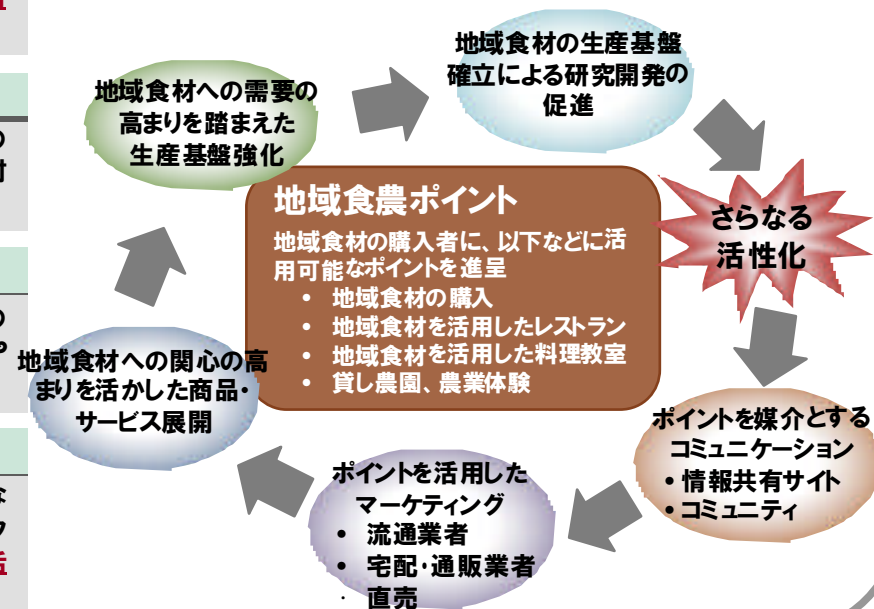 地域食材の生産基盤
確立による研究開発の
促進
地域食材への需要の
高まりを踏まえた
生産基盤強化
地域食農ポイント
地域食材の購入者に、以下などに活
用可能なポイントを進呈
• 地域食材の購入
• 地域食材を活用したレストラン
• 地域食材を活用した料理教室
• 貸し農園、農業体験
さらなる
活性化
地域食材への関心の高
まりを活かした商品・
サービス展開
ポイントを媒介とする
コミュニケーション
• 情報共有サイト
• コミュニティ
ポイントを活用した
マーケティング
• 流通業者
• 宅配・通販業者
· 直売
の
の
。
な